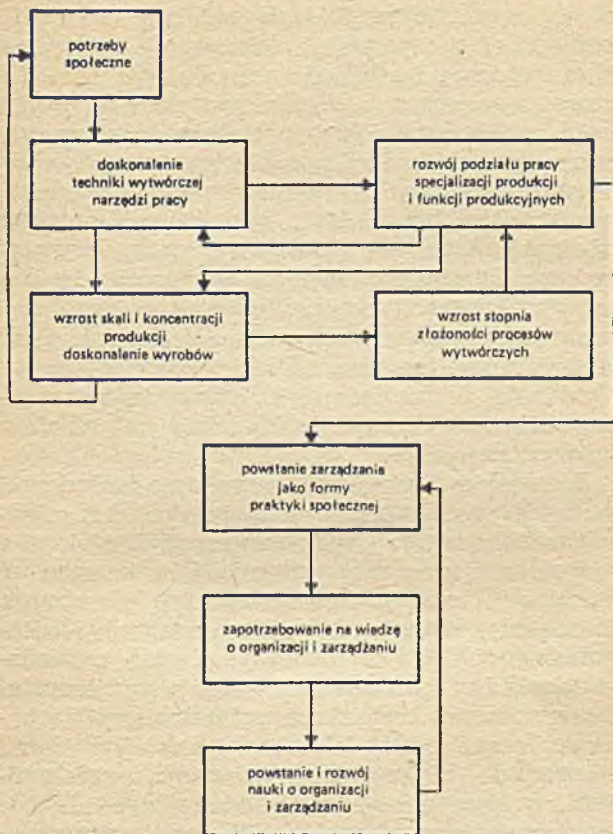 potrzeby
społeczne
doskonalenie
techniki wytwórczej
narzędzi pracy
rozwój podziału pracy
specjalizacji produkcji
i funkcji produkcyjnych
wzrost skali i koncentracji
produkcji
doskonalenie wyrobów
wzrost stopnia
złożoności procesów
wytwórczych
powstanie zarządzania
jako formy
praktyki społecznej
zapotrzebowanie na wiedzę
o organizacji i zarządzaniu
powstanie i rozwój
nauki o organizacji
i zarządzaniu